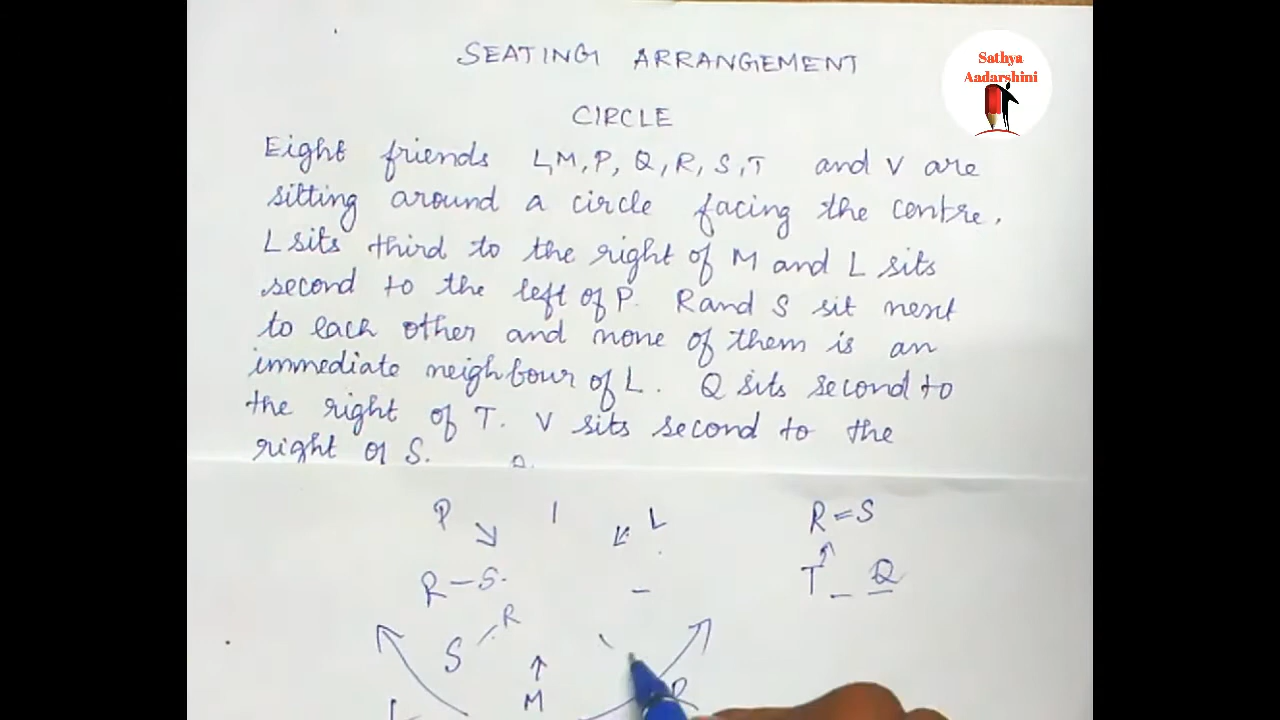 Sathya
Aadarshini
SEATING ARRANGEMENT
CIRCLE
Eight friends L,M,P,Q,R,S,T and V are
sitting around a circle facing the centre.
L sits third to the right of M and L sits
second to the left of P. R and S sit next
to each other and none of them is an
immediate neighbour of L. Q sits second to
the right of T. V sits second to the
right of S.
P L R=S
R-S. T _ Q
R
S
M R
L